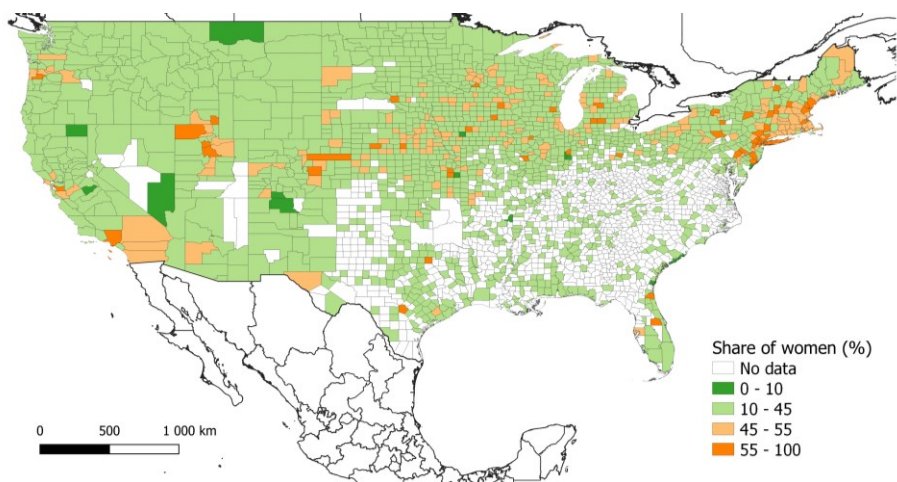 Share of women (%)
No data
0 - 10
10 - 45
45 - 55
55 - 100
0 500 1 000 km